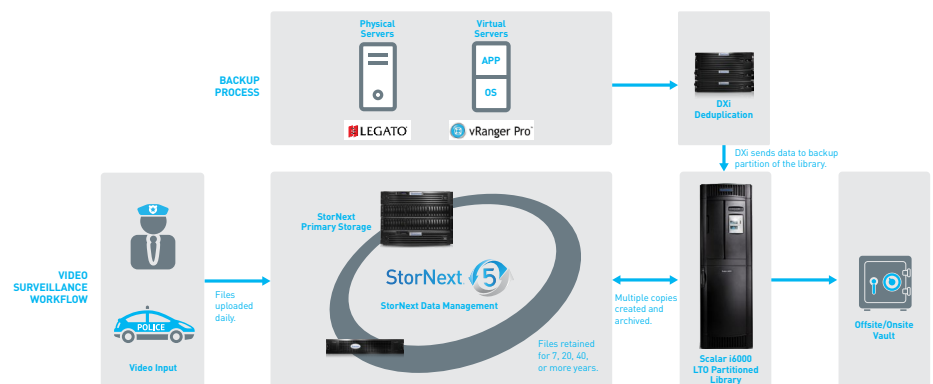 Physical
Servers
Virtual
Servers
APP
OS
BACKUP
PROCESS
LEGATO
vRanger Pro
DXi
Deduplication
DXi sends data to backup
partition of the library.
VIDEO
SURVEILLANCE
WORKFLOW
POLICE
Video Input
Files
uploaded
daily.
StorNext
Primary Storage
StorNext 5
StorNext Data Management
Files retained
for 7, 20, 40,
or more years.
Multiple copies
created and
archived.
Scalar i6000
LTO Partitioned
Library
Offsite/Onsite
Vault